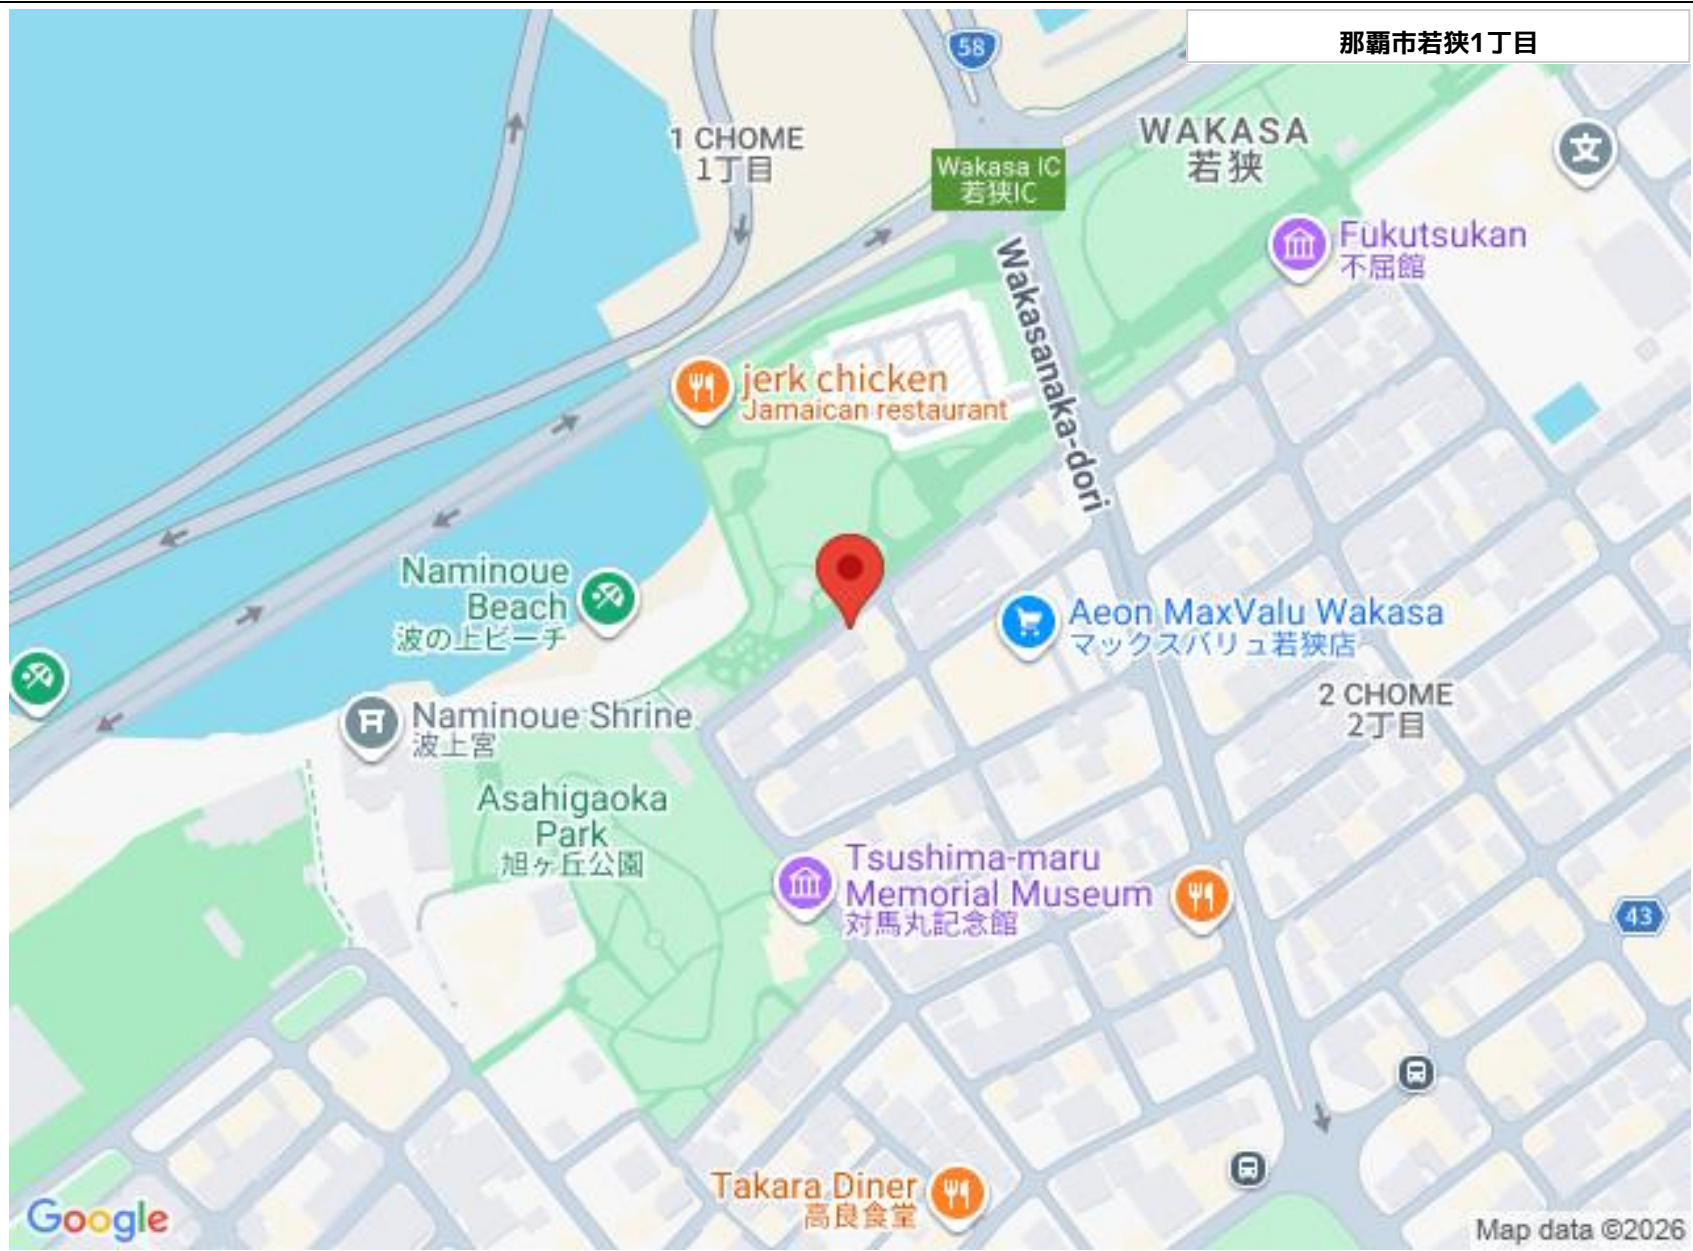 那覇市若狭1丁目
58
1 CHOME
1丁目
WAKASA
若狭
Wakasa IC
若狭IC
文
Fukutsukan
不屈館
Wakasanaka-dori
jerk chicken
Jamaican restaurant
Naminoue
Beach
波の上ビーチ
Aeon MaxValu Wakasa
マックスバリュ若狭店
2 CHOME
2丁目
Naminoue Shrine
波上宮
Asahigaoka
Park
旭ヶ丘公園
Tsushima-maru
Memorial Museum
対馬丸記念館
43
Takara Diner
高良食堂
Google
Map data ©2026